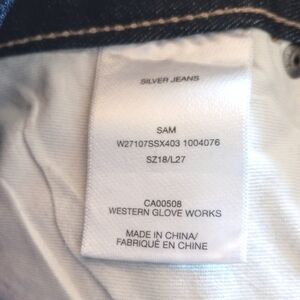 SILVER JEANS
SAM
W27107SSX403 1004076
SZ18/L27
CA00508
WESTERN GLOVE WORKS
MADE IN CHINA/
FABRIQUÉ EN CHINE